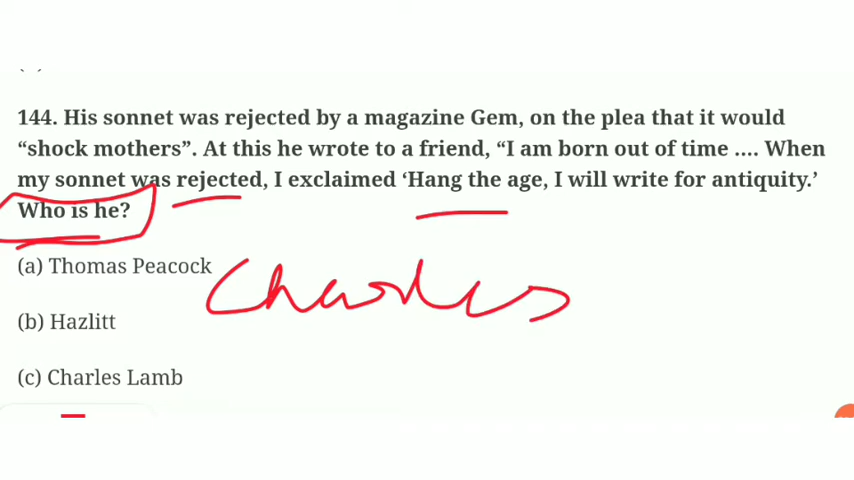 144. His sonnet was rejected by a magazine Gem, on the plea that it would
“shock mothers”. At this he wrote to a friend, “I am born out of time .... When
my sonnet was rejected, I exclaimed ‘Hang the age, I will write for antiquity.’
Who is he?
(a) Thomas Peacock
Charles
(b) Hazlitt
(c) Charles Lamb